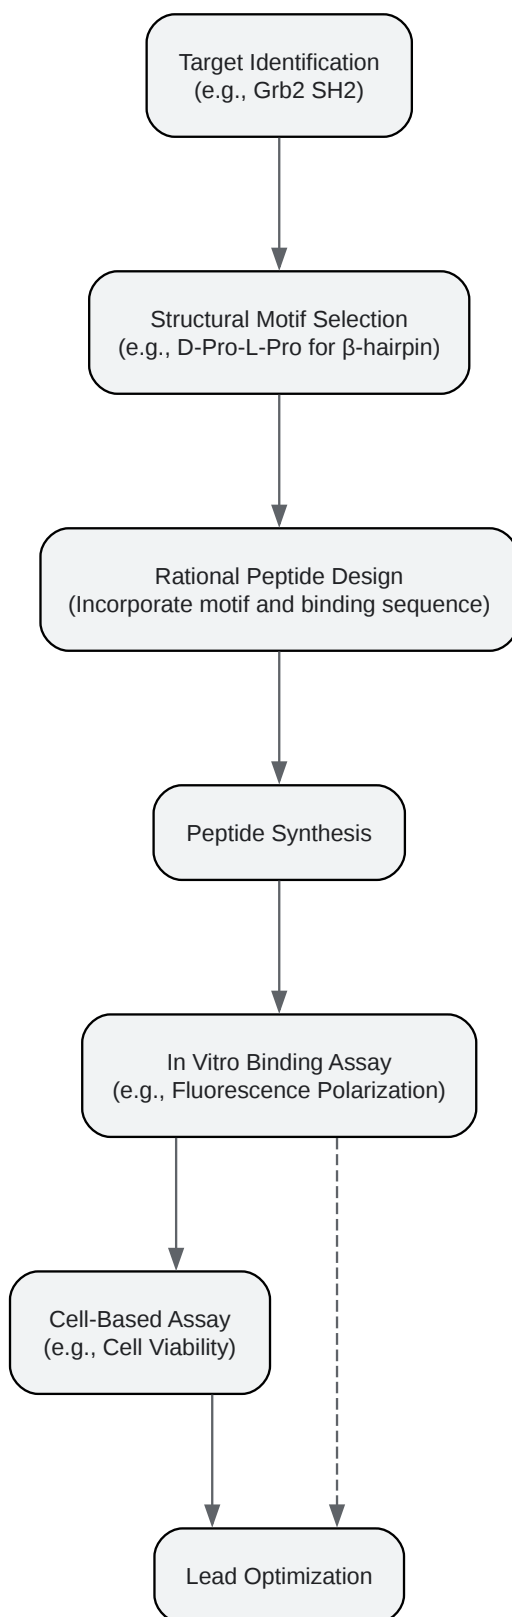 Target Identification
(e.g., Grb2 SH2)
Structural Motif Selection
(e.g., D-Pro-L-Pro for β-hairpin)
Rational Peptide Design
(Incorporate motif and binding sequence)
Peptide Synthesis
In Vitro Binding Assay
(e.g., Fluorescence Polarization)
Cell-Based Assay
(e.g., Cell Viability)
Lead Optimization